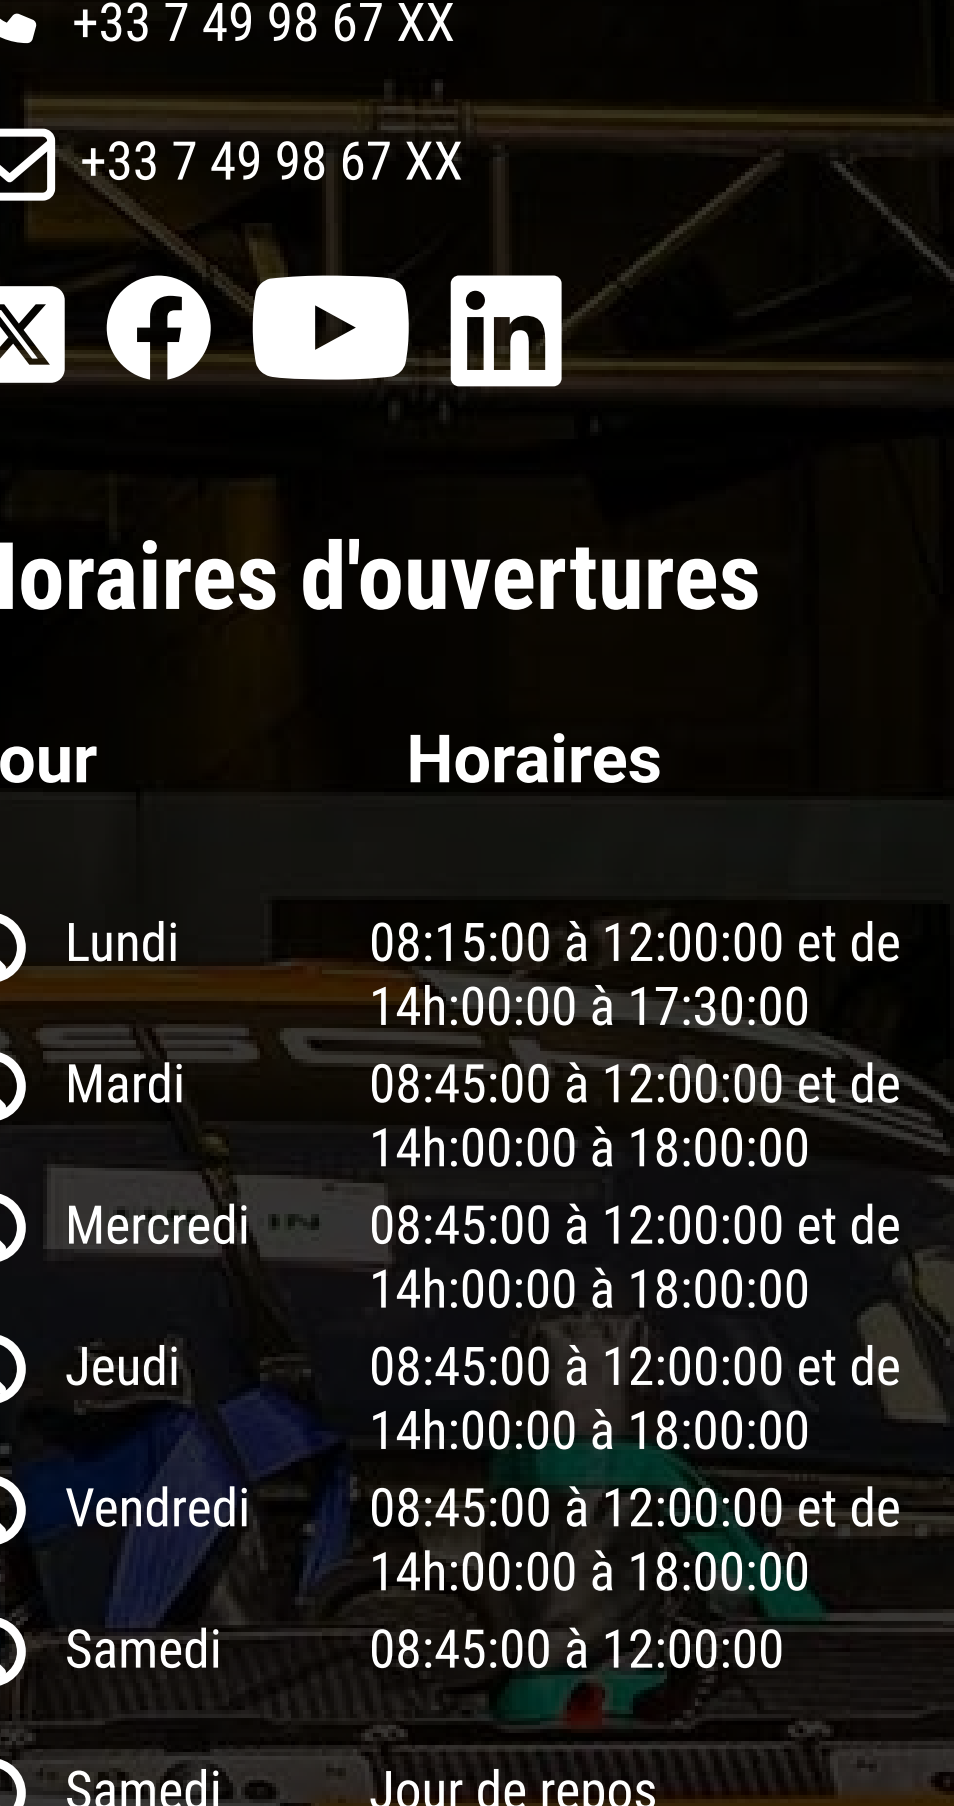 +33 7 49 98 67 XX
+33 7 49 98 67 XX
Horaires d'ouvertures
our Horaires
Lundi 08:15:00 à 12:00:00 et de
14h:00:00 à 17:30:00
Mardi 08:45:00 à 12:00:00 et de
14h:00:00 à 18:00:00
Mercredi 08:45:00 à 12:00:00 et de
14h:00:00 à 18:00:00
Jeudi 08:45:00 à 12:00:00 et de
14h:00:00 à 18:00:00
Vendredi 08:45:00 à 12:00:00 et de
14h:00:00 à 18:00:00
Samedi 08:45:00 à 12:00:00
Samedi Jour de repos